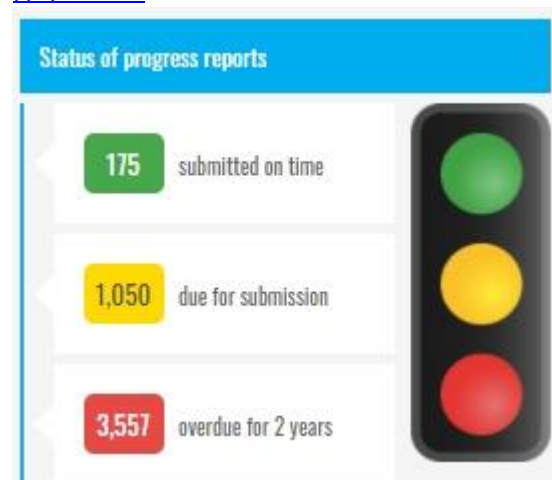 Status of progress reports
175 submitted on time
1,050 due for submission
3,557 overdue for 2 years